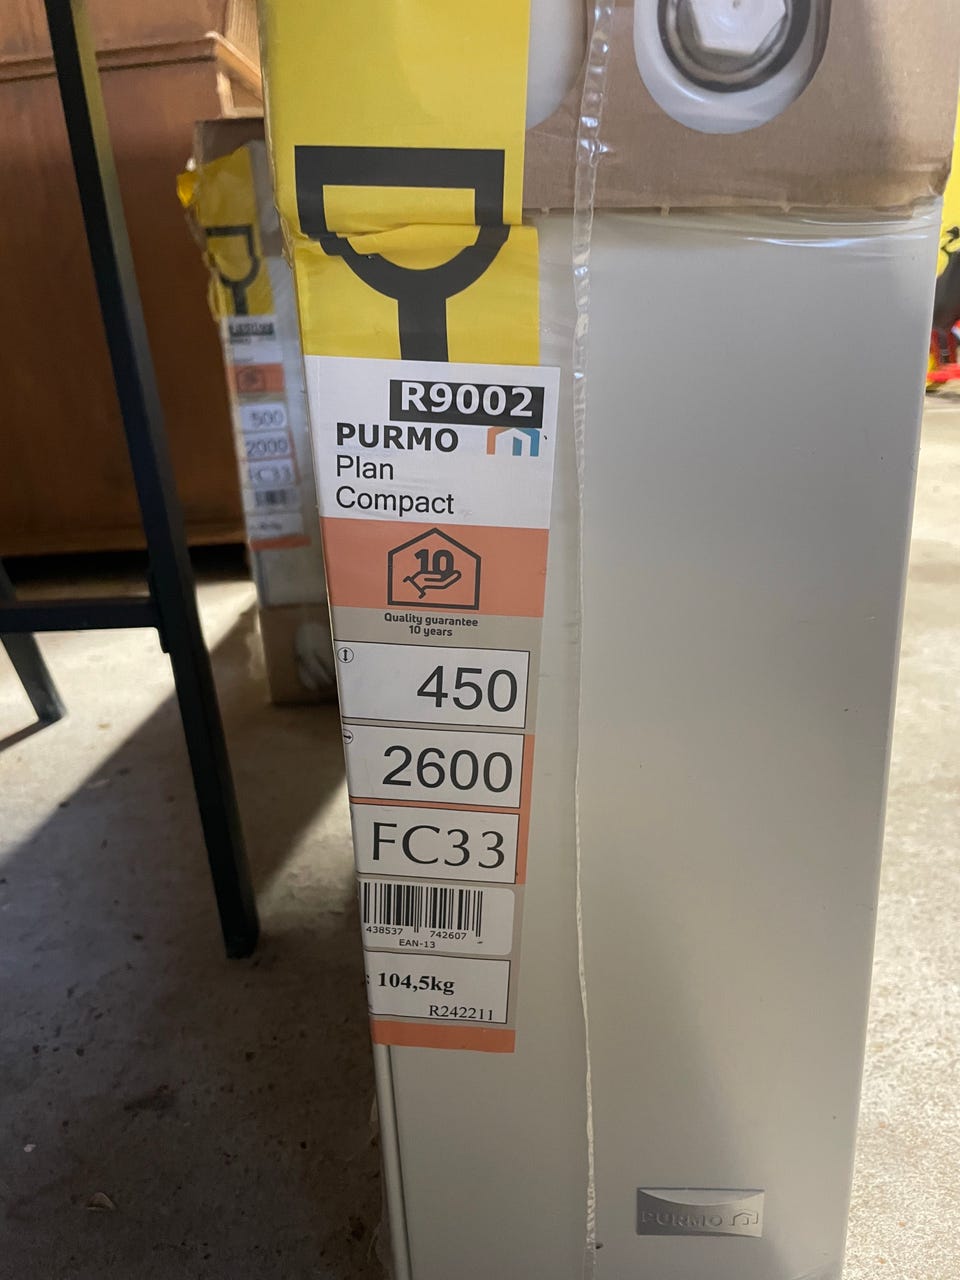 R9002
PURMO
Plan
Compact
10
Quality guarantee
10 years
450
2600
FC33
438537 742607
EAN-13
: 104,5kg
R242211
PURMO
500
2000
FC33